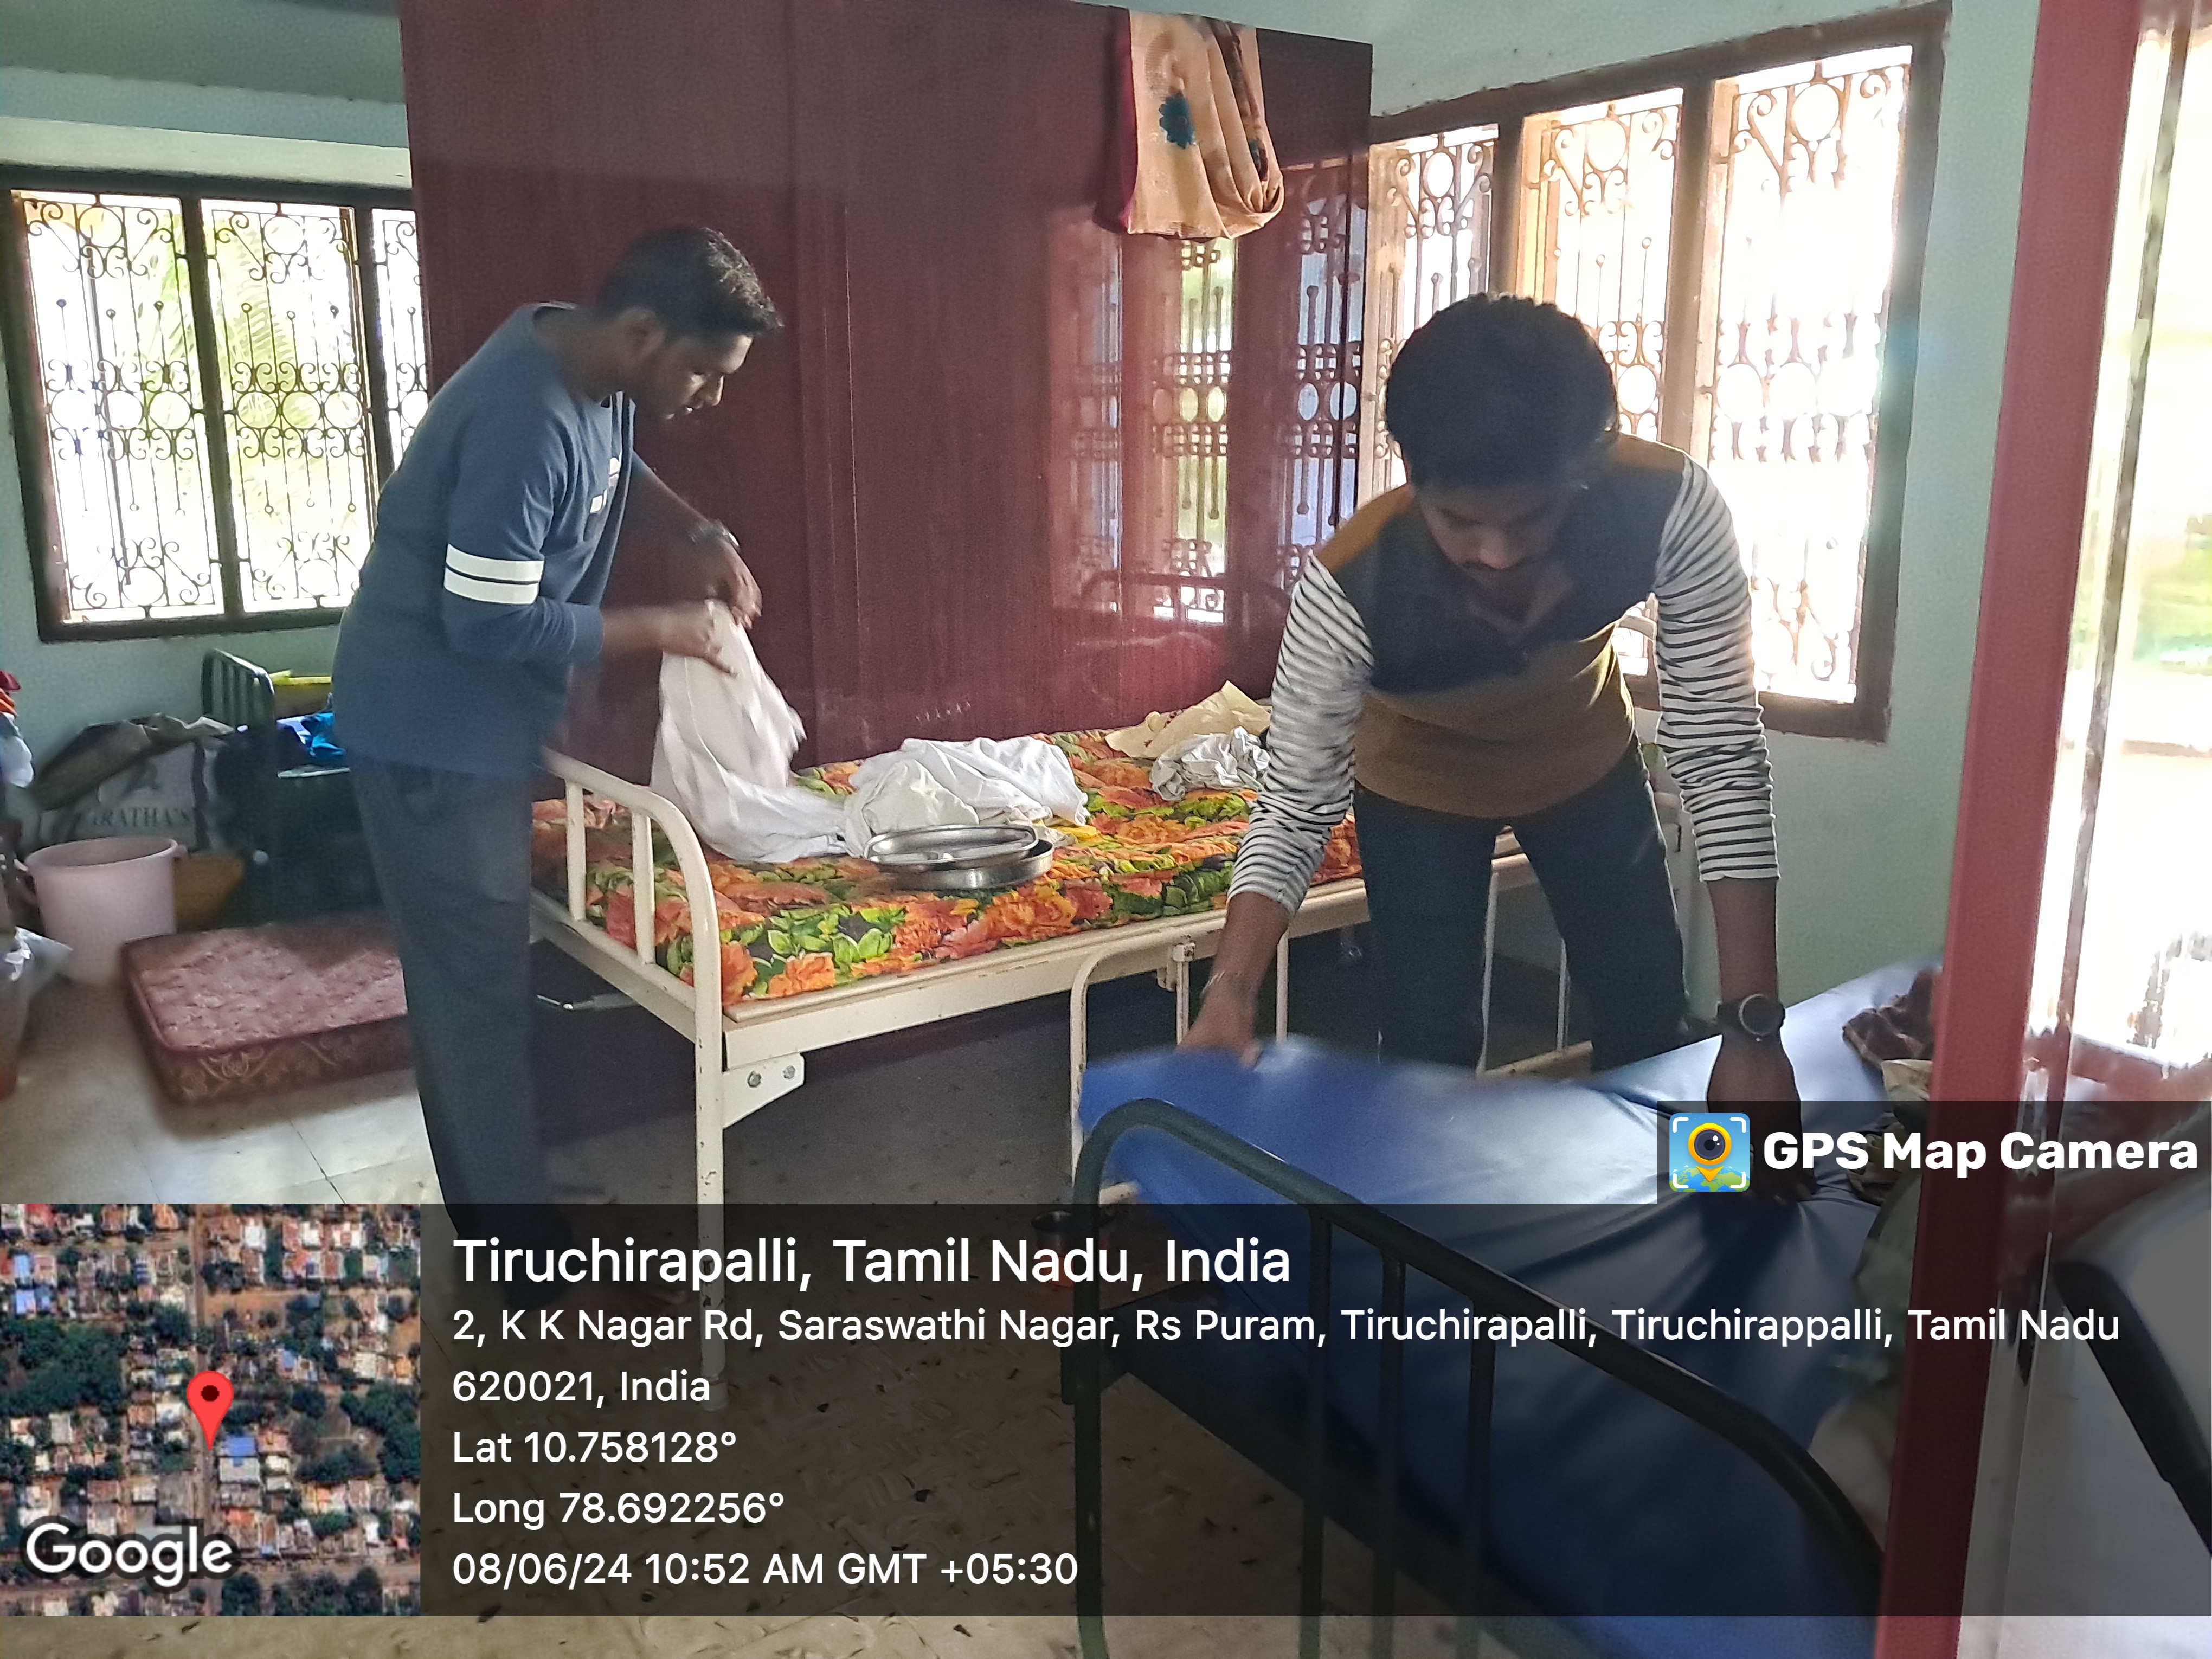 ARATHA'S
GPS Map Camera
Tiruchirapalli, Tamil Nadu, India
2, K K Nagar Rd, Saraswathi Nagar, Rs Puram, Tiruchirapalli, Tiruchirappalli, Tamil Nadu
620021, India
Lat 10.758128°
Long 78.692256°
08/06/24 10:52 AM GMT +05:30
Google